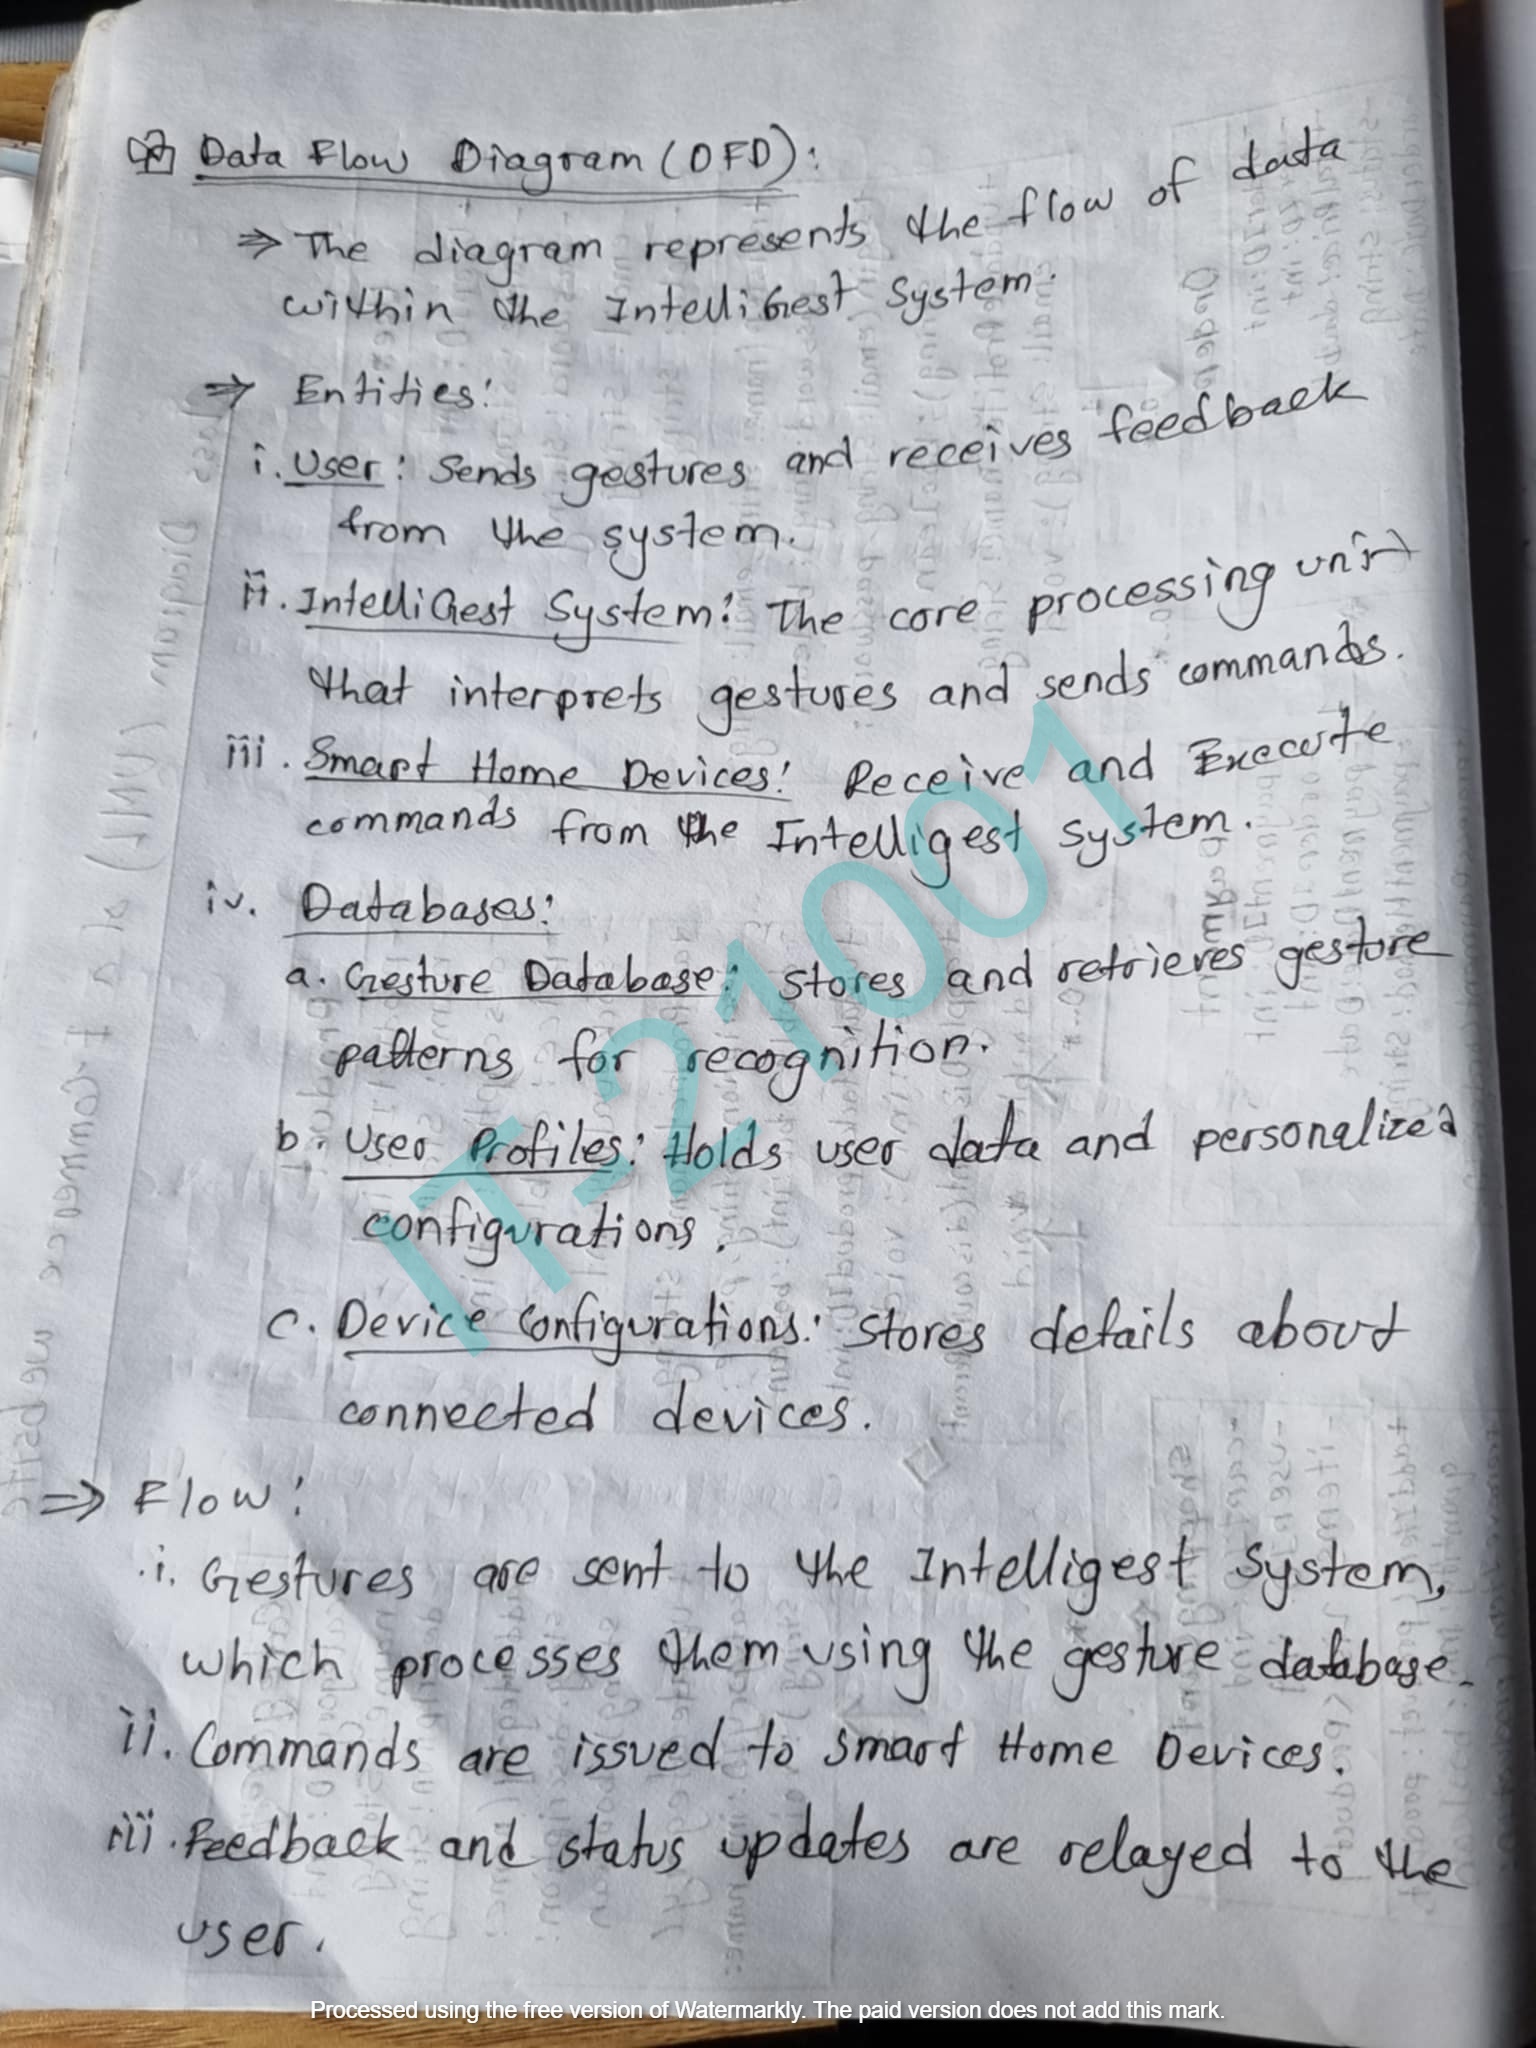 Data Flow Diagram (DFD):
⇒ The diagram represents the flow of data
within the IntelliGest System.
⇒ Entities:
i. User: Sends gestures and receives feedback
from the system.
ii. IntelliGest System: The core processing unit
that interprets gestures and sends commands.
iii. Smart Home Devices: Receive and Execute
commands from the Intelligest System.
iv. Databases:
a. Gesture Database: Stores and retrieves gesture
patterns for recognition.
b. User Profiles: Holds user data and personalized
configurations.
c. Device Configurations: Stores details about
connected devices.
⇒ Flow:
i. Gestures are sent to the Intelligest System,
which processes them using the gesture database.
ii. Commands are issued to Smart Home Devices.
iii. Feedback and status updates are relayed to the
user.
IT-21001
Processed using the free version of Watermarkly. The paid version does not add this mark.